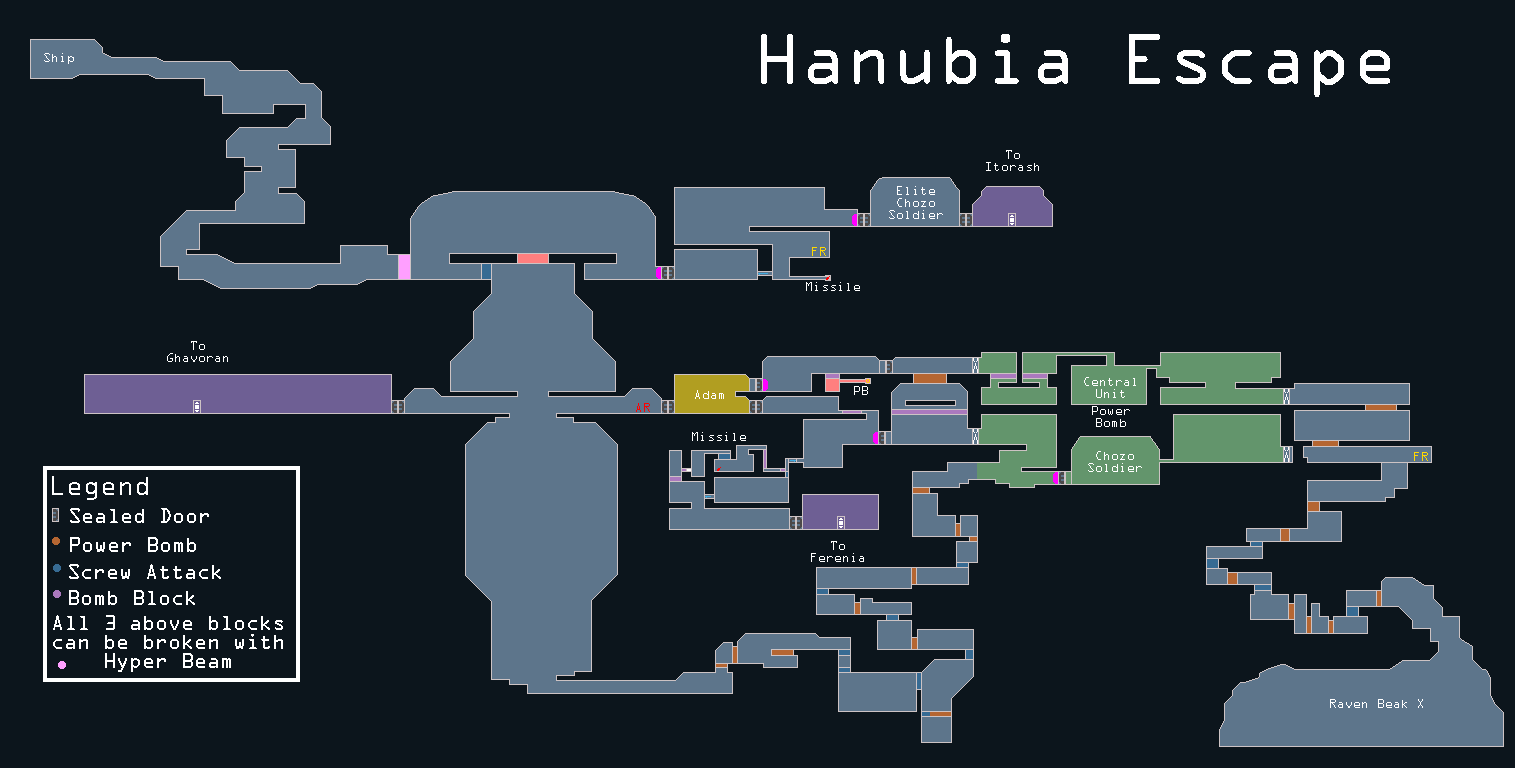 Hanubia Escape
Ship
To
Itorash
Elite
Chozo
Soldier
FR
Missile
To
Ghavoran
AR
Adam
PB
Central
Unit
Power
Bomb
Missile
Chozo
Soldier
FR
To
Ferenia
Raven Beak X
Legend
Sealed Door
Power Bomb
Screw Attack
Bomb Block
All 3 above blocks
can be broken with
Hyper Beam